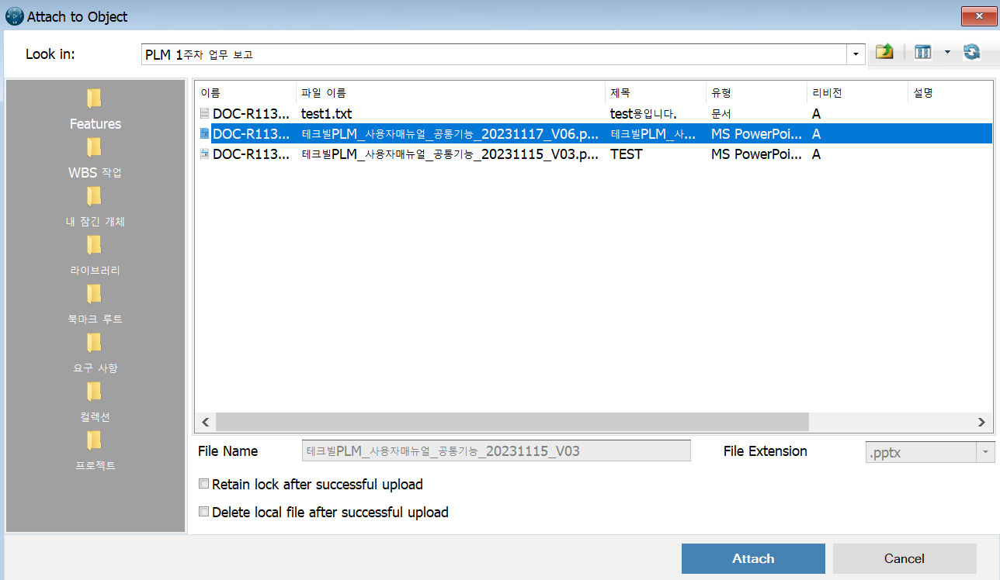 Attach to Object
Look in: PLM 1주차 업무 보고
Features
WBS 작업
내 잠긴 개체
라이브러리
북마크 루트
요구 사항
컬렉션
프로젝트
이름 파일 이름 제목 유형 리비전 설명
DOC-R113... test1.txt test용입니다. 문서 A
DOC-R113... 테크빌PLM_사용자매뉴얼_공통기능_20231117_V06.p... 테크빌PLM_사... MS PowerPoi... A
DOC-R113... 테크빌PLM_사용자매뉴얼_공통기능_20231115_V03.p... TEST MS PowerPoi... A
File Name 테크빌PLM_사용자매뉴얼_공통기능_20231115_V03 File Extension .pptx
Retain lock after successful upload
Delete local file after successful upload
Attach Cancel